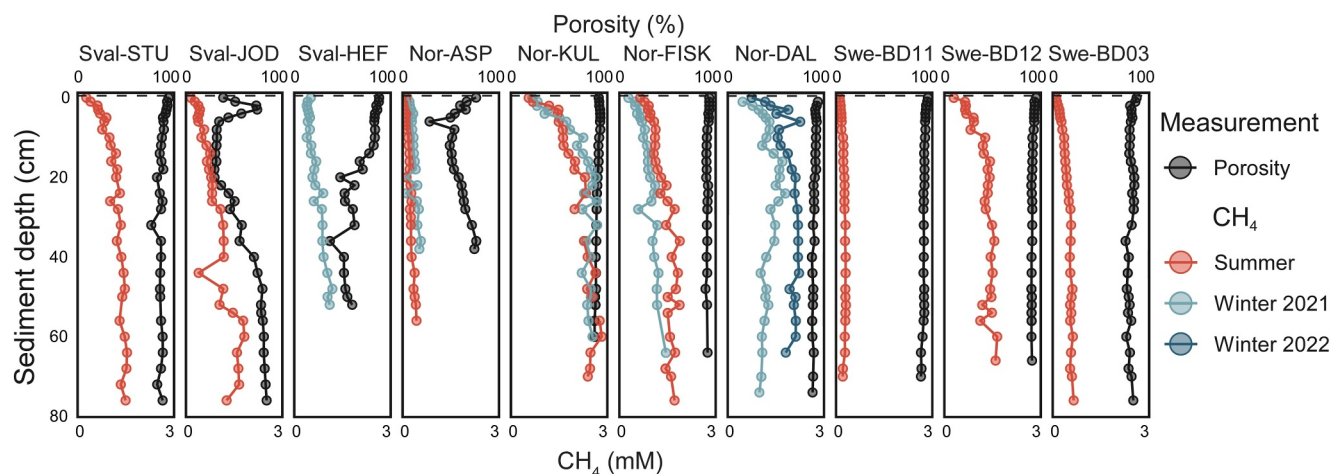 Porosity (%)
Sval-STU Sval-JOD Sval-HEF Nor-ASP Nor-KUL Nor-FISK Nor-DAL Swe-BD11 Swe-BD12 Swe-BD03
0 100 0 100 0 100 0 100 0 100 0 100 0 100 0 100 0 100 0 100
0
20
40
60
80
Sediment depth (cm)
Measurement
Porosity
CH4
Summer
Winter 2021
Winter 2022
0 3 0 3 0 3 0 3 0 3 0 3 0 3 0 3 0 3 0 3
CH4 (mM)